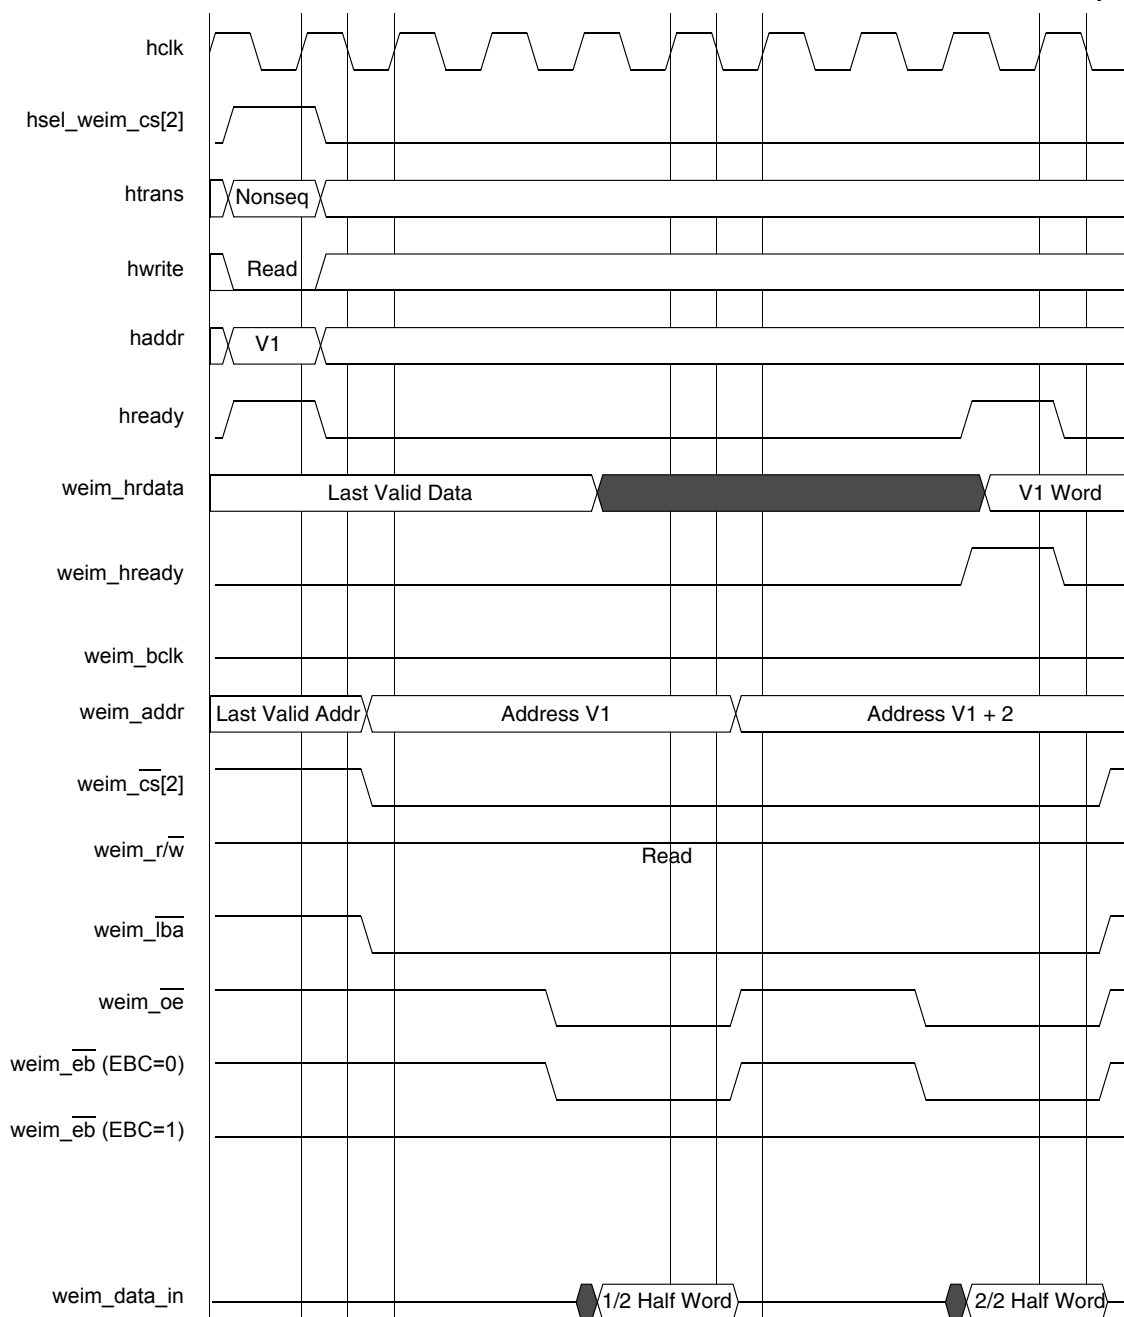 hclk
hsel_weim_cs[2]
htrans Nonseq
hwrite Read
haddr V1
hready
weim_hrdata Last Valid Data V1 Word
weim_hready
weim_bclk
weim_addr Last Valid Addr Address V1 Address V1 + 2
weim_cs[2]
weim_r/w Read
weim_lba
weim_oe
weim_eb (EBC=0)
weim_eb (EBC=1)
weim_data_in 1/2 Half Word 2/2 Half Word